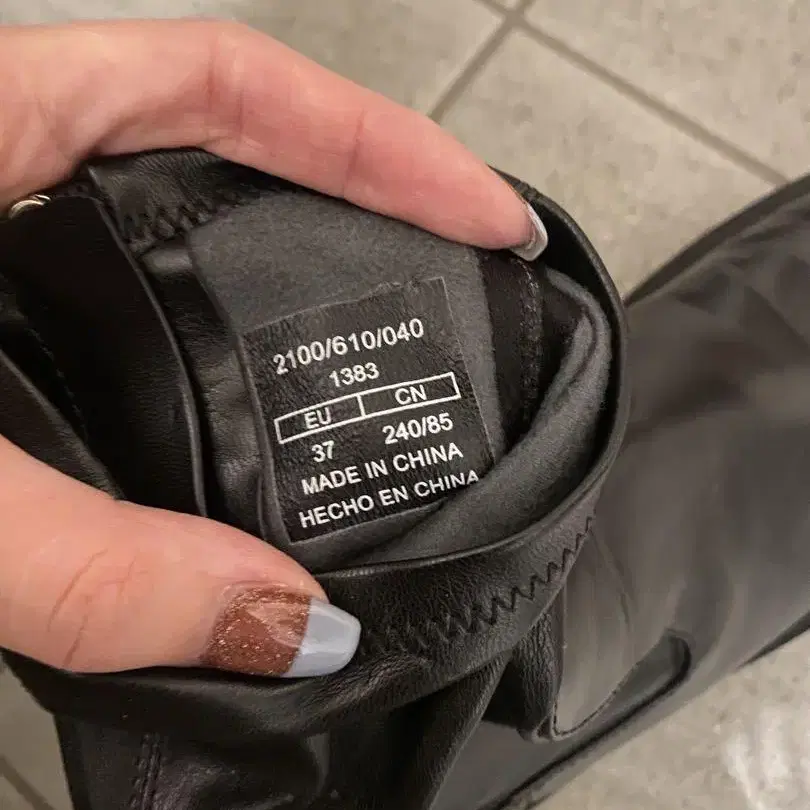 2100/610/040
1383
EU CN
37 240/85
MADE IN CHINA
HECHO EN CHINA